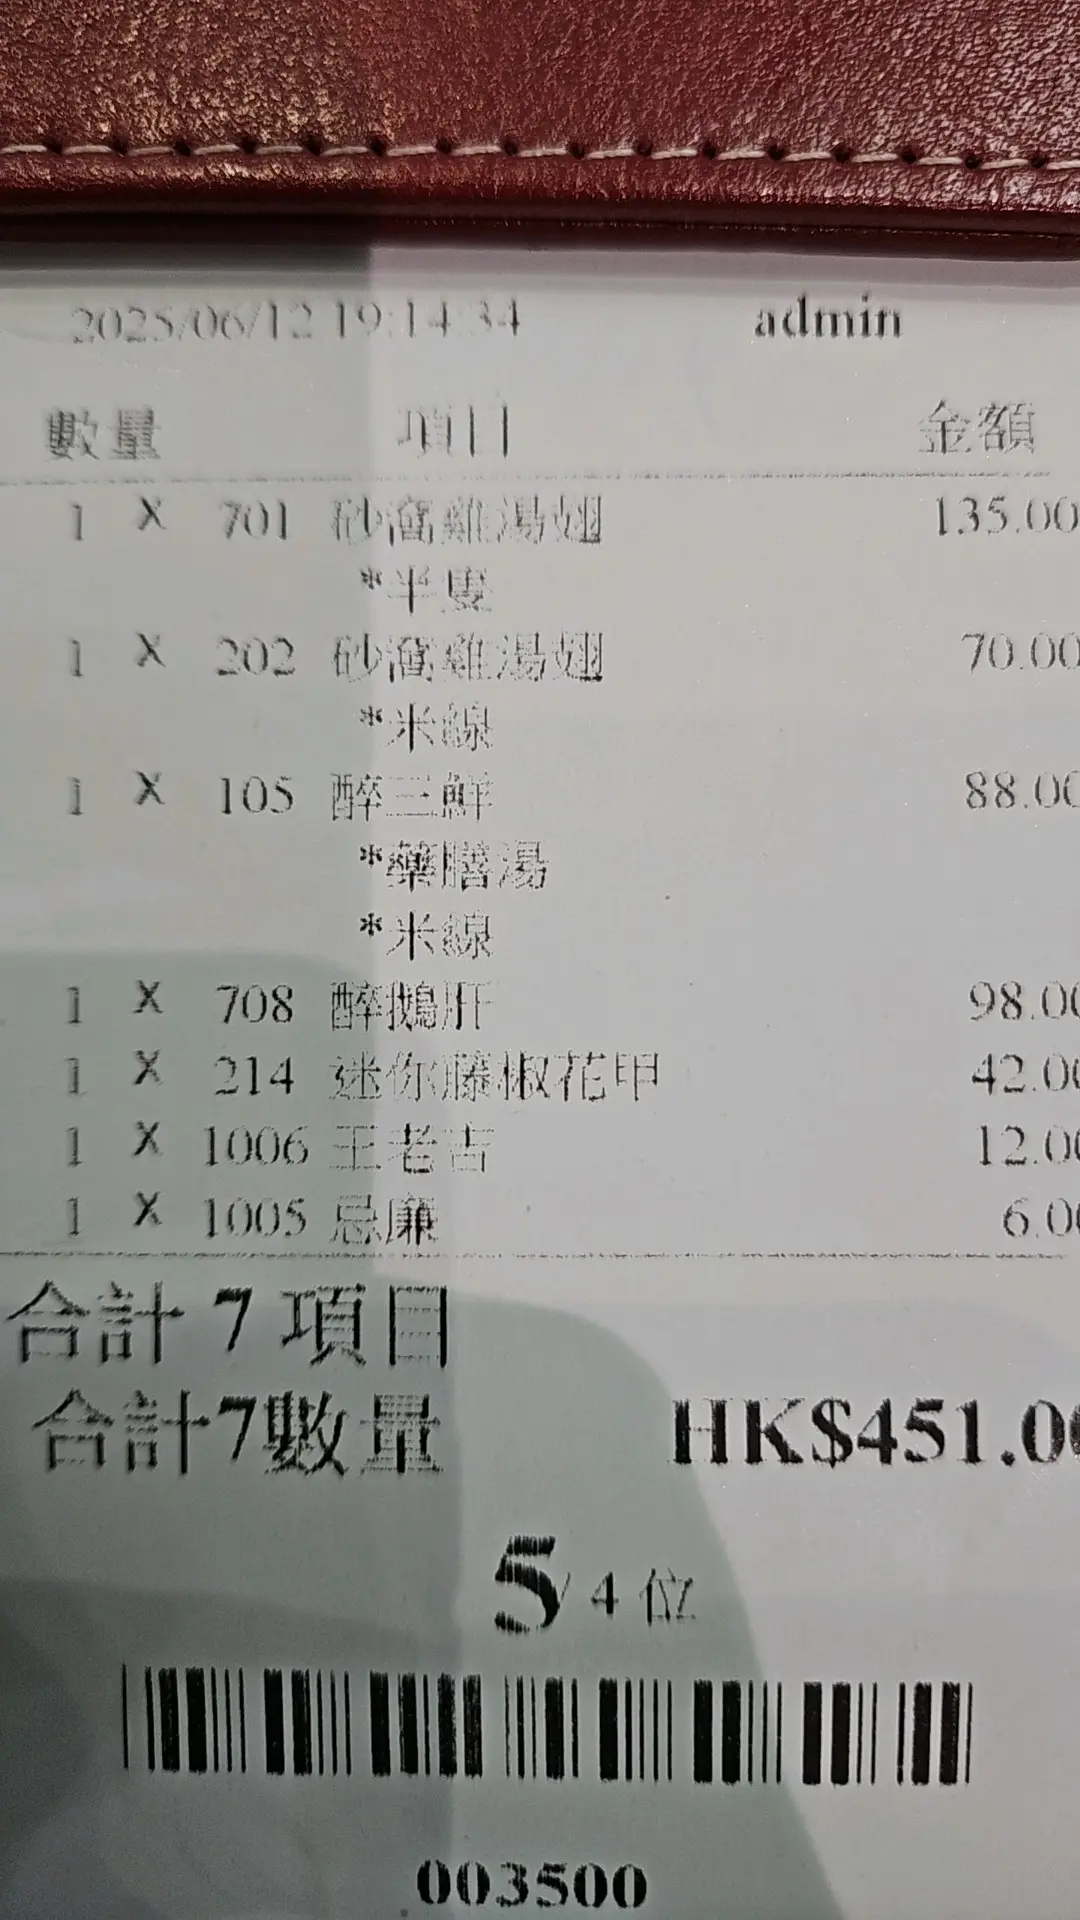 2025/06/12 19:14:34 admin
數量 項目 金額
1 X 701 砂窩雞湯翅 135.00
*半隻
1 X 202 砂窩雞湯翅 70.00
*米線
1 X 105 醉三鮮 88.00
*藥膳湯
*米線
1 X 708 醉鵝肝 98.00
1 X 214 迷你藤椒花甲 42.00
1 X 1006 王老吉 12.00
1 X 1005 忌廉 6.00
合計 7 項目
合計7數量 HK$451.00
5/ 4 位
003500